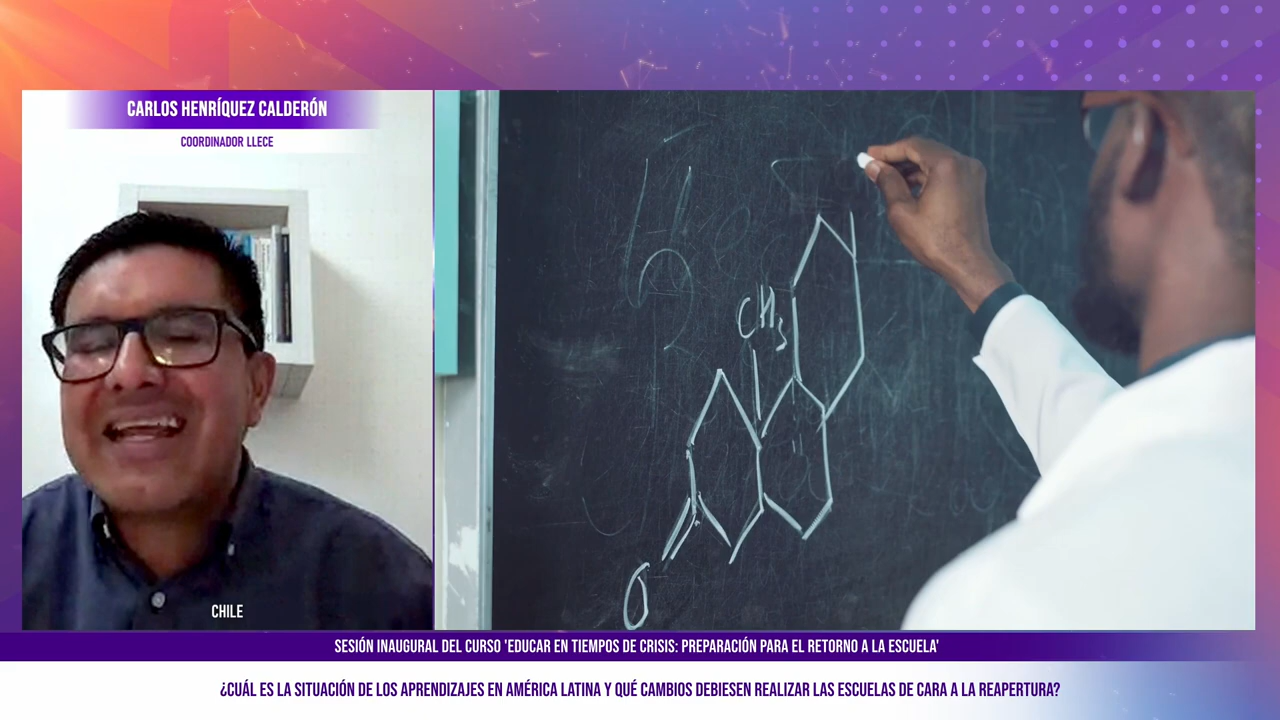 CARLOS HENRÍQUEZ CALDERÓN
COORDINADOR LLECE
CH3
O
CHILE
SESIÓN INAUGURAL DEL CURSO 'EDUCAR EN TIEMPOS DE CRISIS: PREPARACIÓN PARA EL RETORNO A LA ESCUELA'
¿CUÁL ES LA SITUACIÓN DE LOS APRENDIZAJES EN AMÉRICA LATINA Y QUÉ CAMBIOS DEBIESEN REALIZAR LAS ESCUELAS DE CARA A LA REAPERTURA?